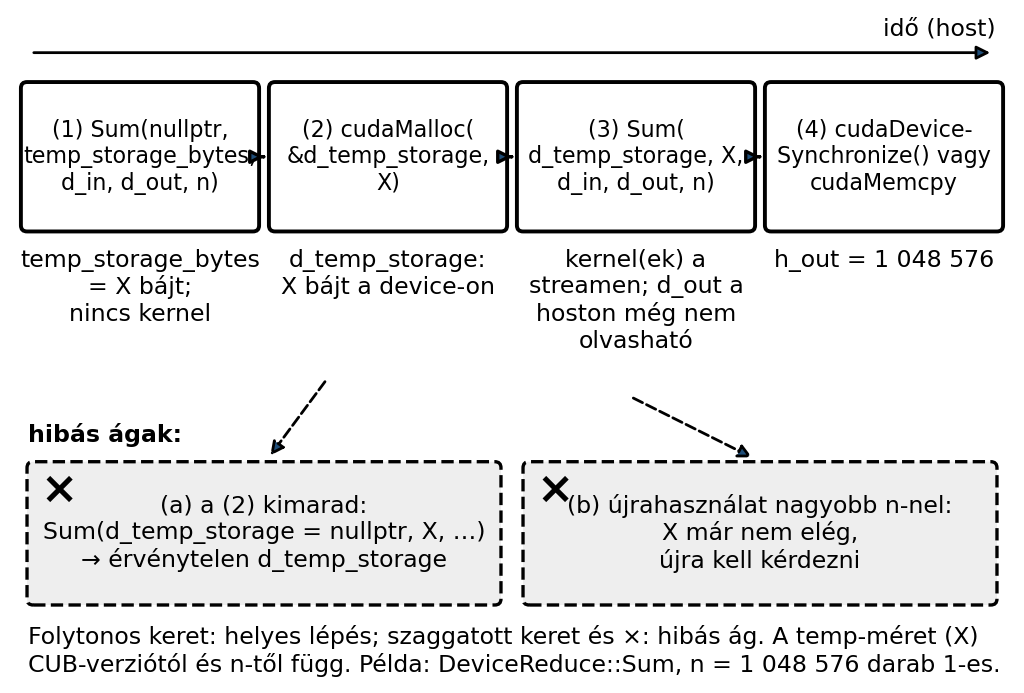 idő (host)
(1) Sum(nullptr,
temp_storage_bytes,
d_in, d_out, n)
(2) cudaMalloc(
&d_temp_storage,
X)
(3) Sum(
d_temp_storage, X,
d_in, d_out, n)
(4) cudaDevice-
Synchronize() vagy
cudaMemcpy
temp_storage_bytes
= X bájt;
nincs kernel
d_temp_storage:
X bájt a device-on
kernel(ek) a
streamen; d_out a
hoston még nem
olvasható
h_out = 1 048 576
hibás ágak:
(a) a (2) kimarad:
Sum(d_temp_storage = nullptr, X, ...)
→ érvénytelen d_temp_storage
(b) újrahasználat nagyobb n-nel:
X már nem elég,
újra kell kérdezni
Folytonos keret: helyes lépés; szaggatott keret és ×: hibás ág. A temp-méret (X)
CUB-verziótól és n-től függ. Példa: DeviceReduce::Sum, n = 1 048 576 darab 1-es.